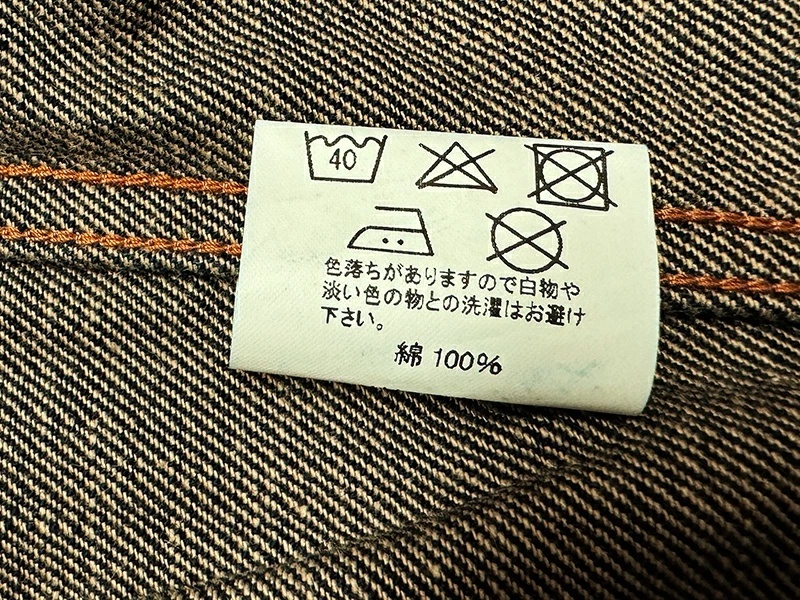 40
色落ちがありますので白物や
淡い色の物との洗濯はお避け
下さい。
綿 100%